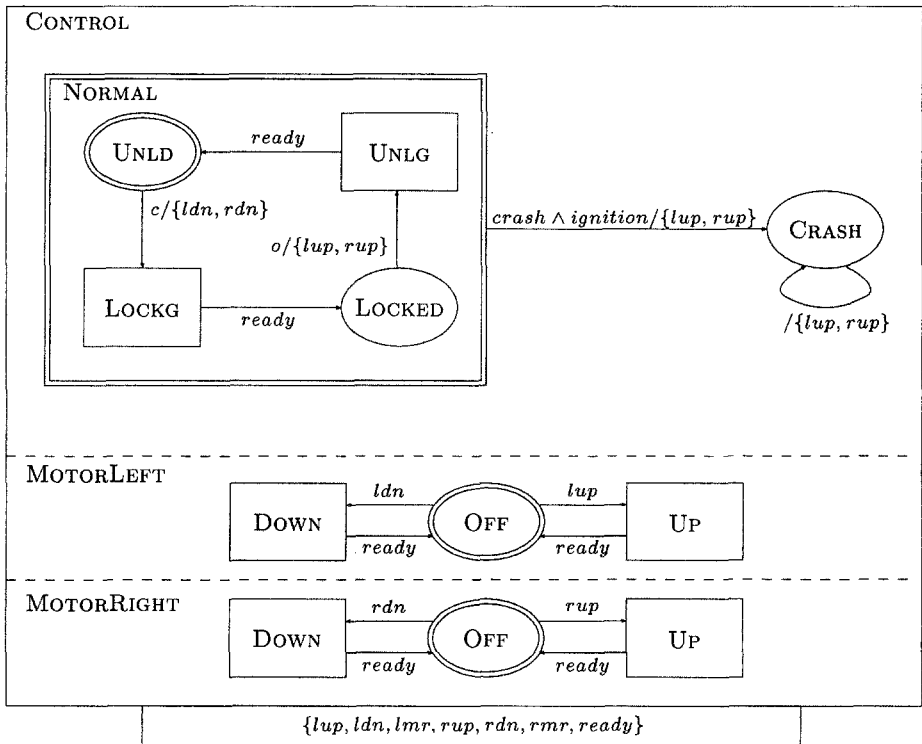 CONTROL
NORMAL
UNLD
ready
UNLG
c/{ldn, rdn}
o/{lup, rup}
LOCKG
ready
LOCKED
crash ∧ ignition/{lup, rup}
CRASH
/{lup, rup}
MOTORLEFT
DOWN
ldn
ready
OFF
lup
ready
UP
MOTORRIGHT
DOWN
rdn
ready
OFF
rup
ready
UP
{lup, ldn, lmr, rup, rdn, rmr, ready}